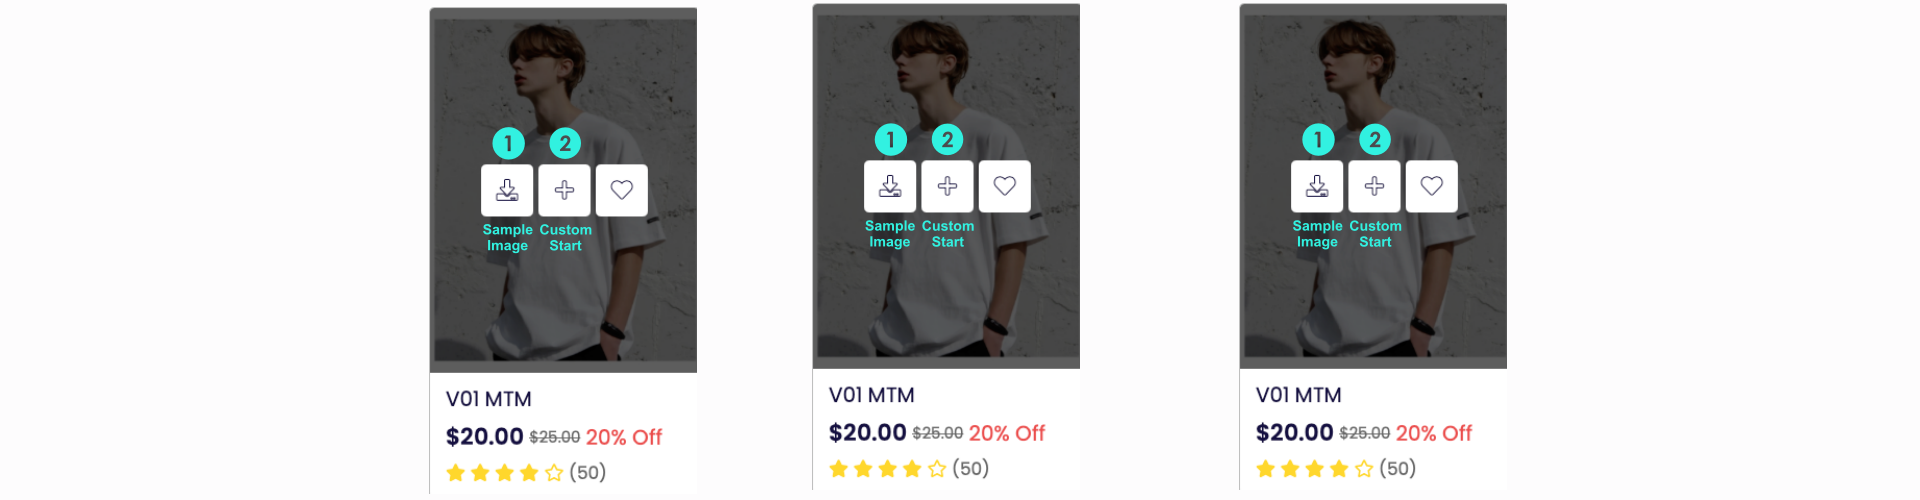 1 2
Sample Custom
Image Start
V01 MTM
$20.00 $25.00 20% Off
(50)
1 2
Sample Custom
Image Start
V01 MTM
$20.00 $25.00 20% Off
(50)
1 2
Sample Custom
Image Start
V01 MTM
$20.00 $25.00 20% Off
(50)